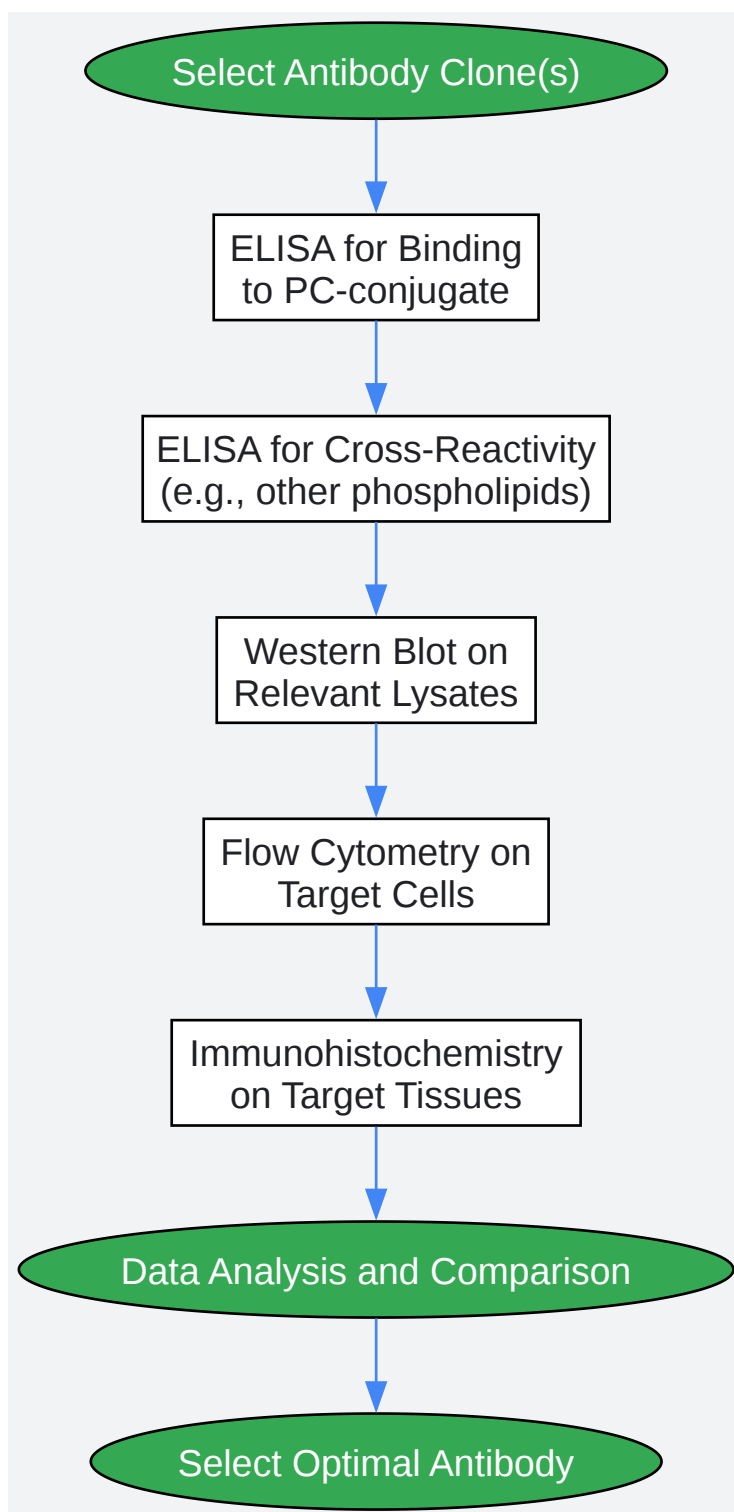 Select Antibody Clone(s)
ELISA for Binding
to PC-conjugate
ELISA for Cross-Reactivity
(e.g., other phospholipids)
Western Blot on
Relevant Lysates
Flow Cytometry on
Target Cells
Immunohistochemistry
on Target Tissues
Data Analysis and Comparison
Select Optimal Antibody